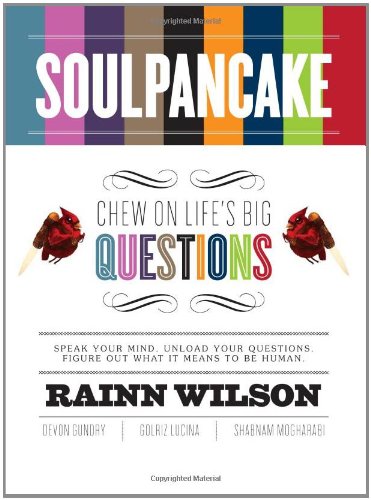 Copyrighted Material
SOULPANCAKE
CHEW ON LIFE'S BIG
QUESTIONS
SPEAK YOUR MIND. UNLOAD YOUR QUESTIONS.
FIGURE OUT WHAT IT MEANS TO BE HUMAN.
RAINN WILSON
DEVON GUNDRY | GOLRIZ LUCINA | SHABNAM MOGHARABI
Copyrighted Material